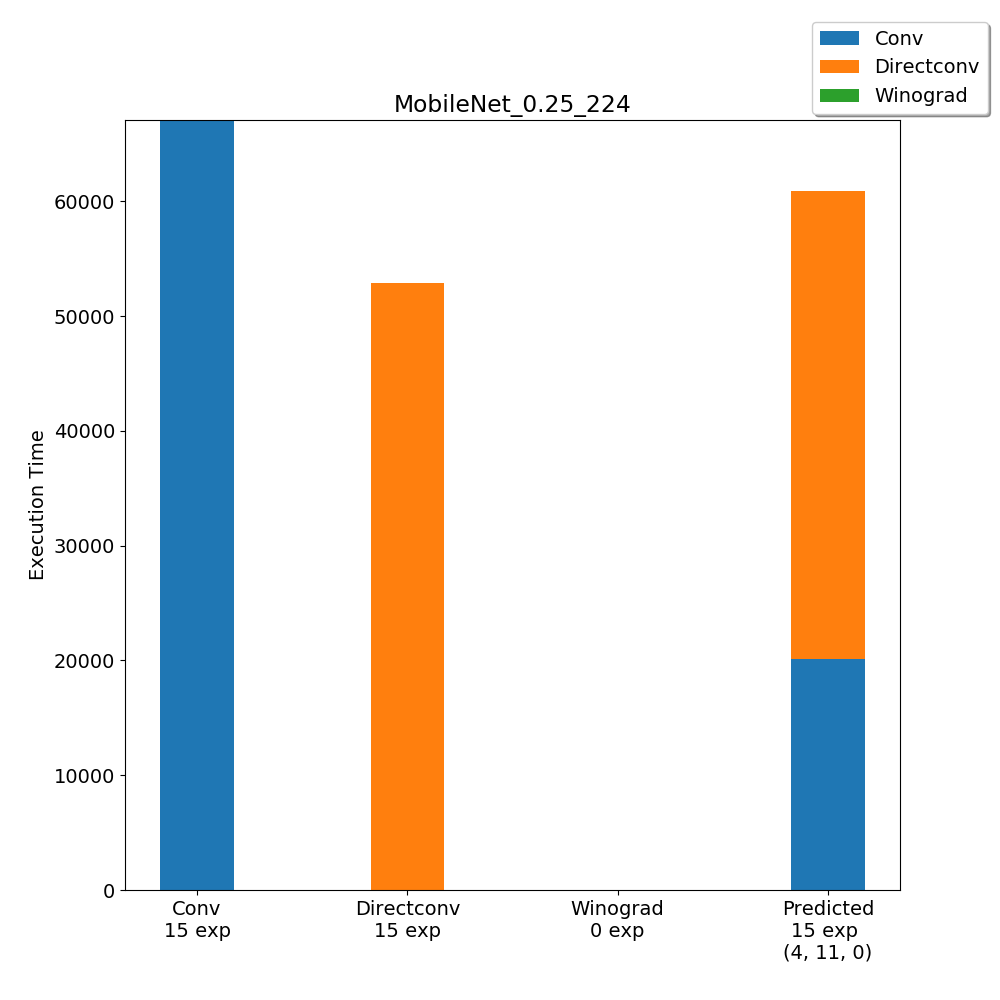 Conv
Directconv
Winograd
MobileNet_0.25_224
Execution Time
60000
50000
40000
30000
20000
10000
0
Conv
15 exp
Directconv
15 exp
Winograd
0 exp
Predicted
15 exp
(4, 11, 0)